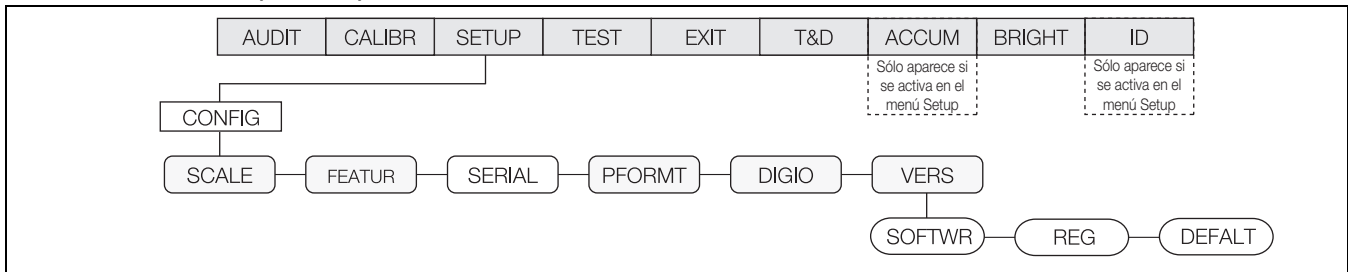 AUDIT CALIBR SETUP TEST EXIT T&D ACCUM BRIGHT ID
Sólo aparece si
se activa en el
menú Setup
Sólo aparece si
se activa en el
menú Setup
CONFIG
SCALE FEATUR SERIAL PFORMT DIGIO VERS
SOFTWR REG DEFALT